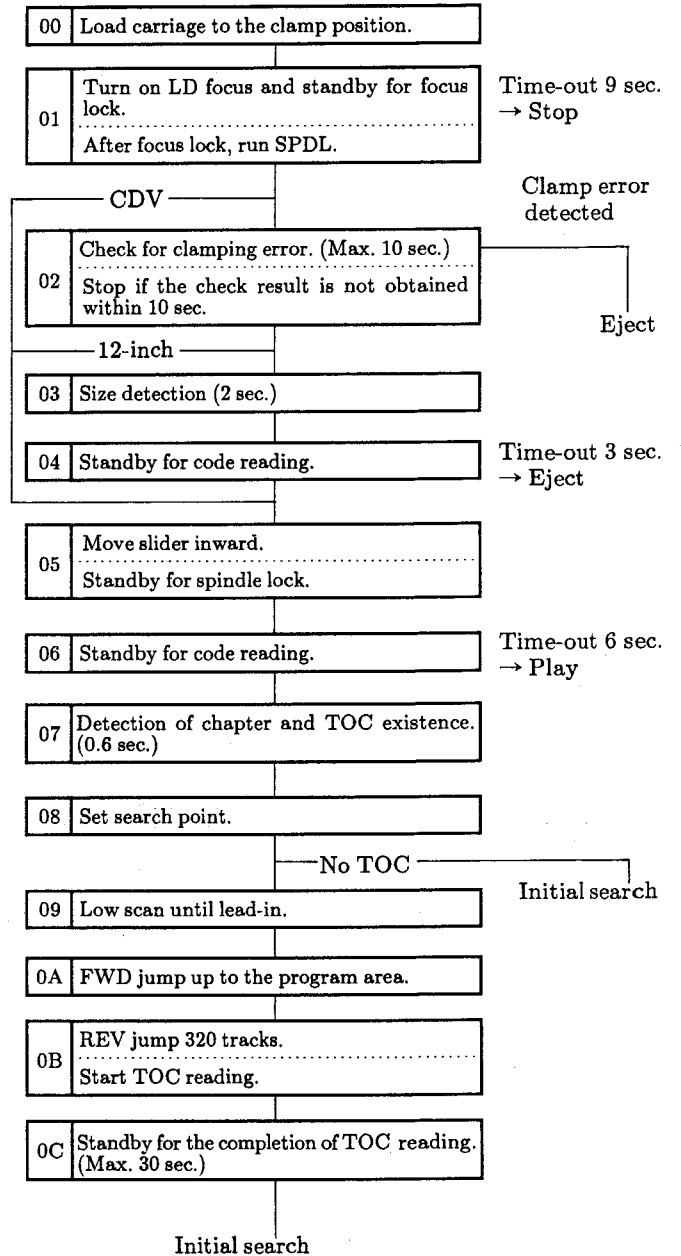 00 Load carriage to the clamp position.
01 Turn on LD focus and standby for focus
lock.
After focus lock, run SPDL.
Time-out 9 sec.
→ Stop
CDV
Clamp error
detected
02 Check for clamping error. (Max. 10 sec.)
Stop if the check result is not obtained
within 10 sec.
Eject
12-inch
03 Size detection (2 sec.)
04 Standby for code reading.
Time-out 3 sec.
→ Eject
05 Move slider inward.
Standby for spindle lock.
06 Standby for code reading.
Time-out 6 sec.
→ Play
07 Detection of chapter and TOC existence.
(0.6 sec.)
08 Set search point.
No TOC
Initial search
09 Low scan until lead-in.
0A FWD jump up to the program area.
0B REV jump 320 tracks.
Start TOC reading.
0C Standby for the completion of TOC reading.
(Max. 30 sec.)
Initial search